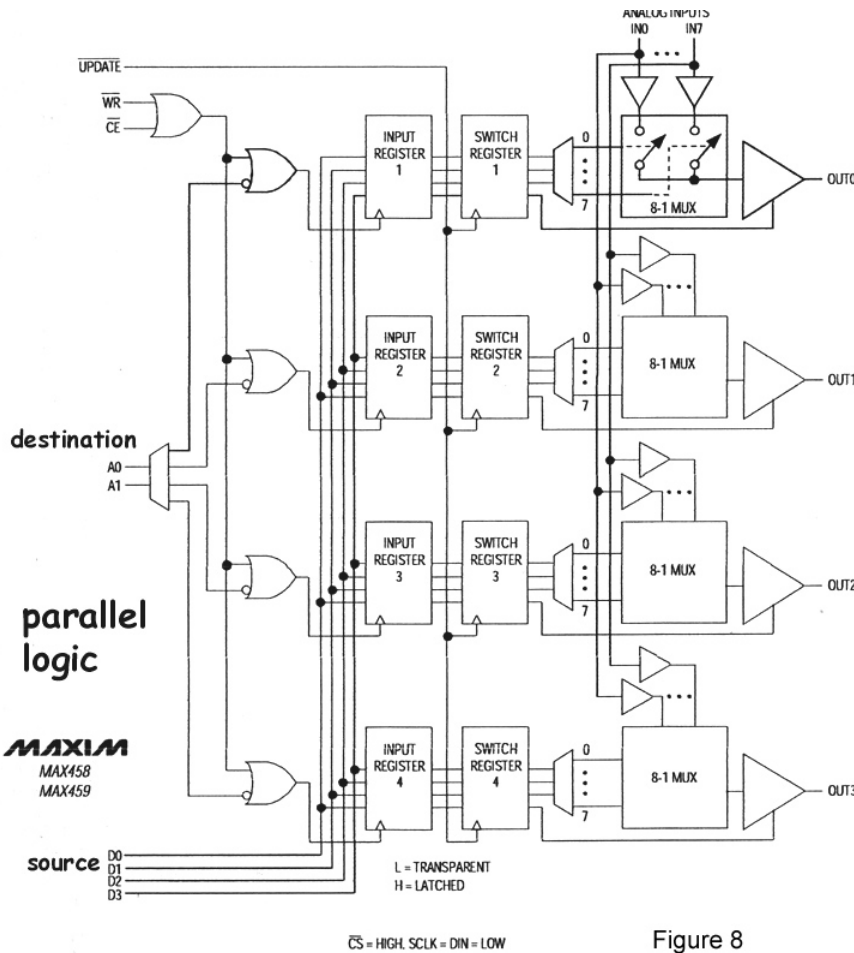 ANALOG INPUTS
IN0 IN7
UPDATE
WR
CE
INPUT REGISTER 1
SWITCH REGISTER 1
0
7
8-1 MUX
OUT0
INPUT REGISTER 2
SWITCH REGISTER 2
0
7
8-1 MUX
OUT1
destination
A0
A1
INPUT REGISTER 3
SWITCH REGISTER 3
0
7
8-1 MUX
OUT2
parallel
logic
MAXIM
MAX458
MAX459
INPUT REGISTER 4
SWITCH REGISTER 4
0
7
8-1 MUX
OUT3
source
D0
D1
D2
D3
L = TRANSPARENT
H = LATCHED
CS = HIGH, SCLK = DIN = LOW
Figure 8